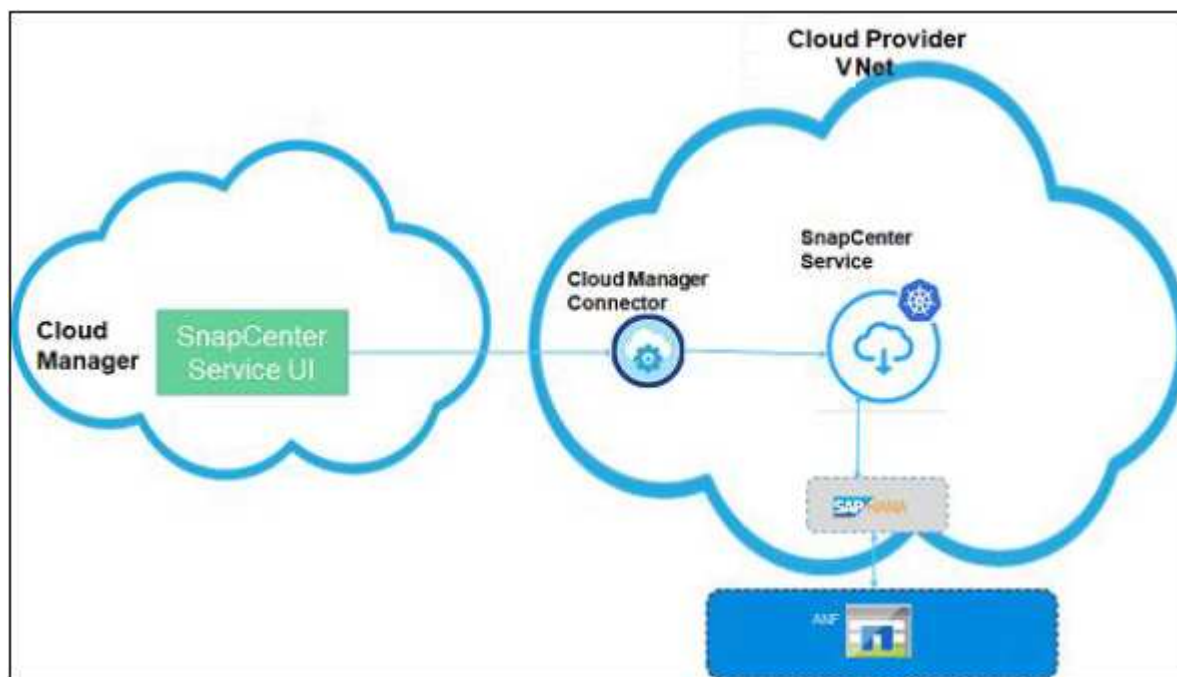 Cloud Provider
VNet
SnapCenter
Service
Cloud Manager
Connector
Cloud
Manager
SnapCenter
Service UI
SAP HANA
ANF